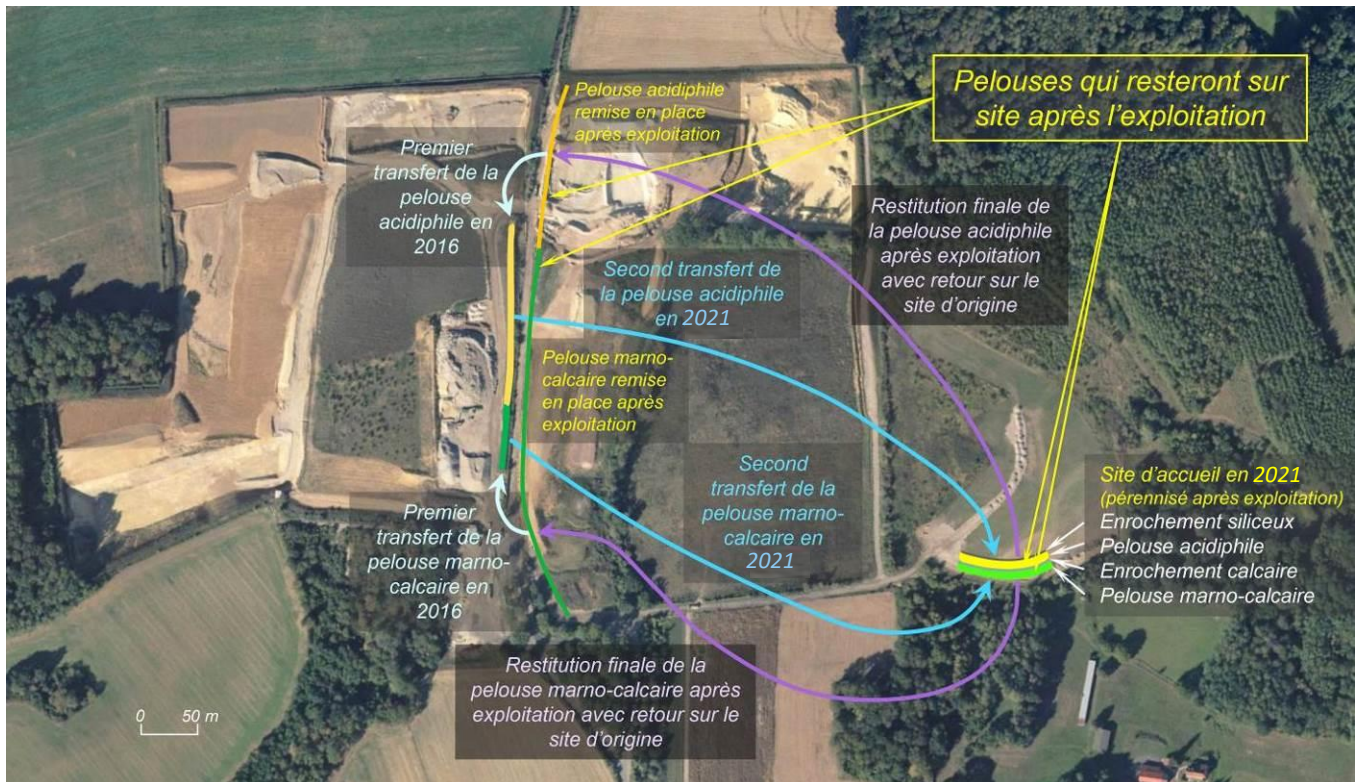 Pelouses qui resteront sur
site après l'exploitation
Pelouse acidiphile
remise en place
après exploitation
Premier
transfert de la
pelouse
acidiphile en
2016
Restitution finale de
la pelouse acidiphile
après exploitation
avec retour sur le
site d'origine
Second transfert de
la pelouse acidiphile
en 2021
Pelouse marno-
calcaire remise
en place après
exploitation
Second
transfert de la
pelouse marno-
calcaire en
2021
Site d'accueil en 2021
(pérennisé après exploitation)
Enrochement siliceux
Pelouse acidiphile
Enrochement calcaire
Pelouse marno-calcaire
Premier
transfert de la
pelouse marno-
calcaire en
2016
Restitution finale de la
pelouse marno-calcaire après
exploitation avec retour sur le
site d'origine
0 50 m